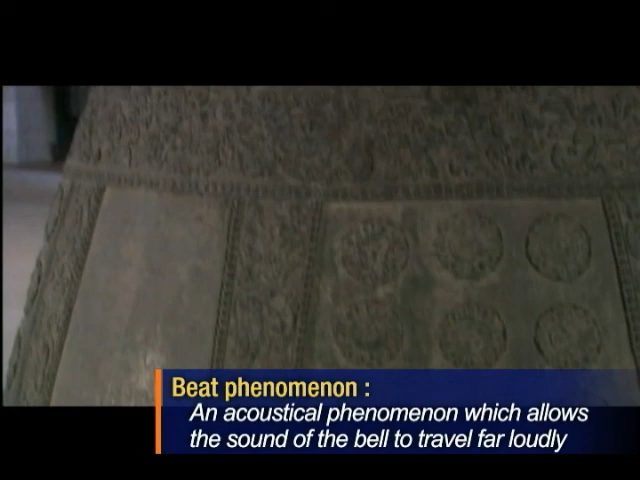 Beat phenomenon :
An acoustical phenomenon which allows
the sound of the bell to travel far loudly